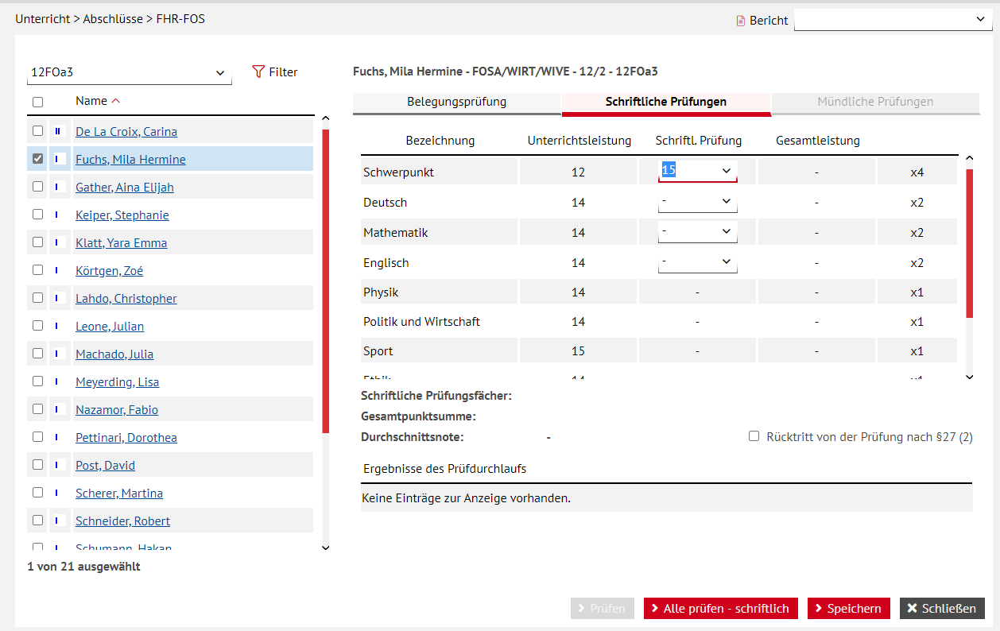 Unterricht > Abschlüsse > FHR-FOS
Bericht
12FOa3
Filter
Name
De La Croix, Carina
Fuchs, Mila Hermine
Gather, Aina Elijah
Keiper, Stephanie
Klatt, Yara Emma
Körtgen, Zoé
Lahdo, Christopher
Leone, Julian
Machado, Julia
Meyerding, Lisa
Nazamor, Fabio
Pettinari, Dorothea
Post, David
Scherer, Martina
Schneider, Robert
Schumann, Hakan
1 von 21 ausgewählt
Fuchs, Mila Hermine - FOSA/WIRT/WIVE - 12/2 - 12FOa3
Belegungsprüfung Schriftliche Prüfungen Mündliche Prüfungen
Bezeichnung Unterrichtsleistung Schriftl. Prüfung Gesamtleistung
Schwerpunkt 12 15 - x4
Deutsch 14 - - x2
Mathematik 14 - - x2
Englisch 14 - - x2
Physik 14 - - x1
Politik und Wirtschaft 14 - - x1
Sport 15 - - x1
Ethik 14 x1
Schriftliche Prüfungsfächer:
Gesamtpunktsumme:
Durchschnittsnote: - Rücktritt von der Prüfung nach §27 (2)
Ergebnisse des Prüfdurchlaufs
Keine Einträge zur Anzeige vorhanden.
Prüfen Alle prüfen - schriftlich Speichern Schließen